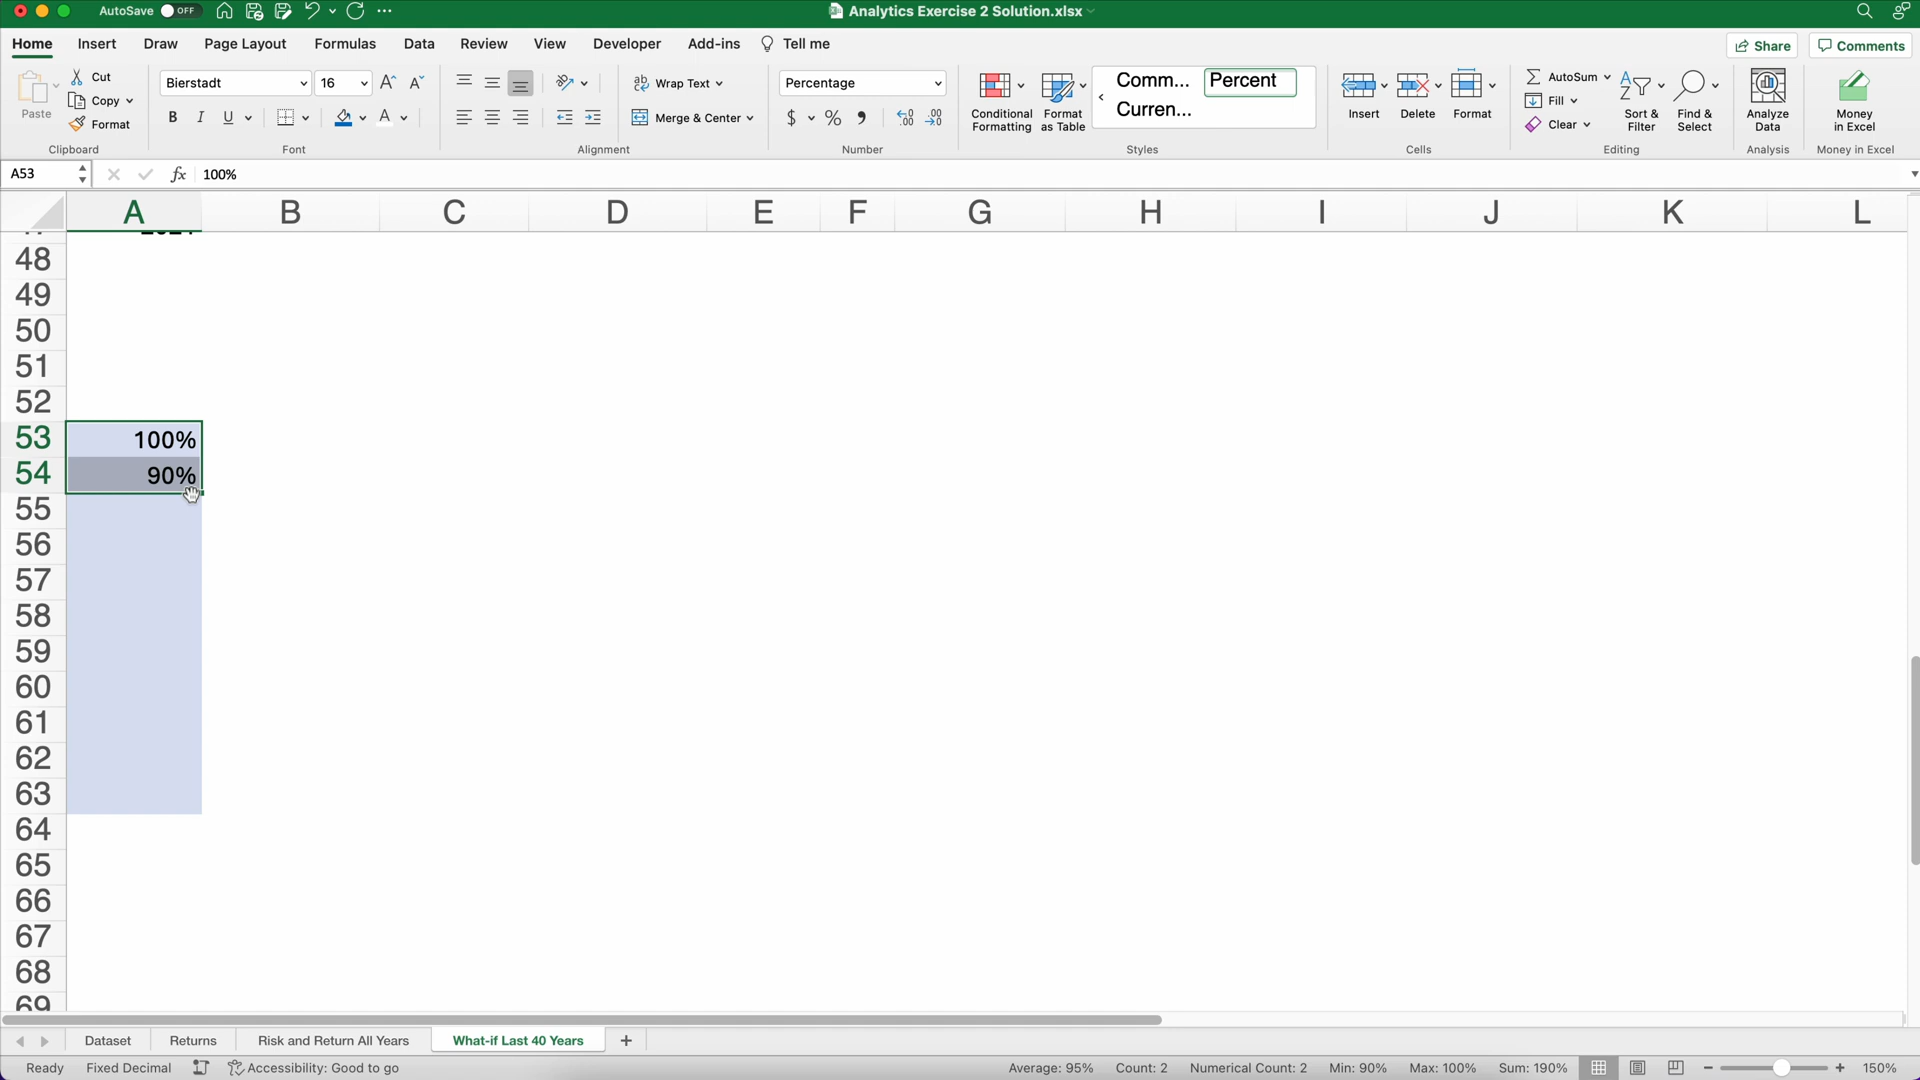 AutoSave OFF Analytics Exercise 2 Solution.xlsx
Home Insert Draw Page Layout Formulas Data Review View Developer Add-ins Tell me Share Comments
Paste Cut Copy Format
Bierstadt 16 A A
B I U A
ab Wrap Text
Merge & Center
Percentage
$ % ,
Conditional Formatting
Format as Table
Comm... Percent
Curren...
Insert Delete Format
AutoSum
Fill
Clear
Sort & Filter
Find & Select
Analyze Data
Money in Excel
Clipboard Font Alignment Number Styles Cells Editing Analysis Money in Excel
A53 fx 100%
A B C D E F G H I J K L
48
49
50
51
52
53 100%
54 90%
55
56
57
58
59
60
61
62
63
64
65
66
67
68
69
Dataset Returns Risk and Return All Years What-if Last 40 Years +
Ready Fixed Decimal Accessibility: Good to go Average: 95% Count: 2 Numerical Count: 2 Min: 90% Max: 100% Sum: 190% 150%